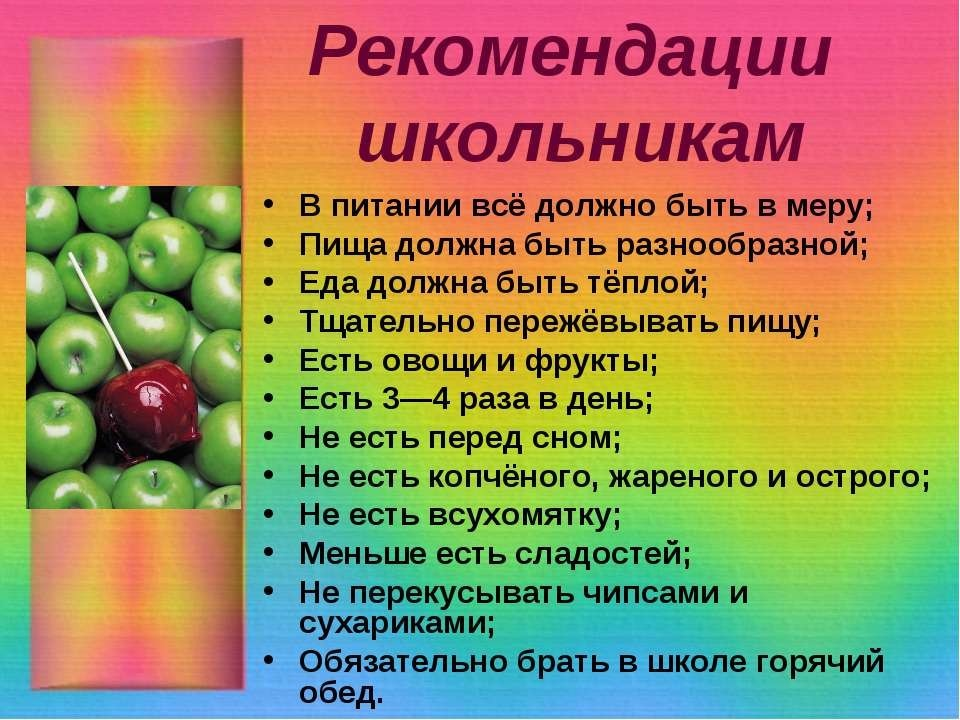 Рекомендации
школьникам
• В питании всё должно быть в меру;
• Пища должна быть разнообразной;
• Еда должна быть тёплой;
• Тщательно пережёвывать пищу;
• Есть овощи и фрукты;
• Есть 3—4 раза в день;
• Не есть перед сном;
• Не есть копчёного, жареного и острого;
• Не есть всухомятку;
• Меньше есть сладостей;
• Не перекусывать чипсами и
сухариками;
• Обязательно брать в школе горячий
обед.